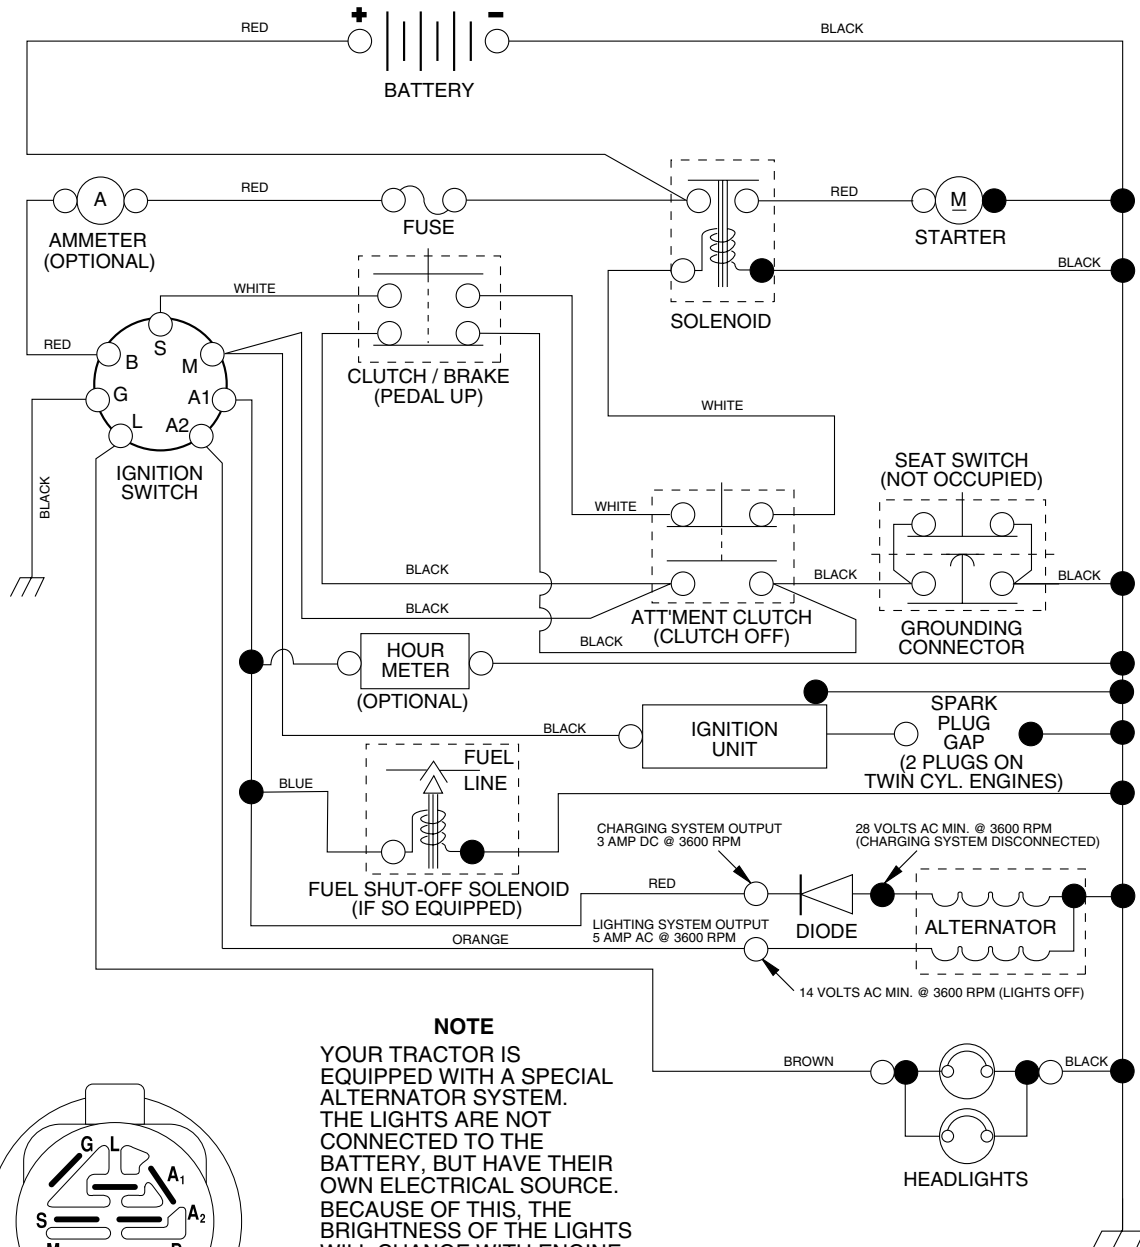 + -
RED
BLACK
BATTERY
A
RED
RED
M
FUSE
STARTER
AMMETER
(OPTIONAL)
BLACK
WHITE
SOLENOID
RED
S
B
M
CLUTCH / BRAKE
(PEDAL UP)
G
A1
WHITE
L
A2
IGNITION
SWITCH
BLACK
SEAT SWITCH
(NOT OCCUPIED)
WHITE
BLACK
BLACK
BLACK
BLACK
ATT'MENT CLUTCH
(CLUTCH OFF)
GROUNDING
CONNECTOR
BLACK
HOUR
METER
(OPTIONAL)
BLACK
IGNITION
UNIT
SPARK
PLUG
GAP
(2 PLUGS ON
TWIN CYL. ENGINES)
FUEL
LINE
BLUE
CHARGING SYSTEM OUTPUT
3 AMP DC @ 3600 RPM
28 VOLTS AC MIN. @ 3600 RPM
(CHARGING SYSTEM DISCONNECTED)
FUEL SHUT-OFF SOLENOID
(IF SO EQUIPPED)
RED
DIODE
ALTERNATOR
LIGHTING SYSTEM OUTPUT
5 AMP AC @ 3600 RPM
ORANGE
14 VOLTS AC MIN. @ 3600 RPM (LIGHTS OFF)
BROWN
BLACK
HEADLIGHTS
NOTE
YOUR TRACTOR IS
EQUIPPED WITH A SPECIAL
ALTERNATOR SYSTEM.
THE LIGHTS ARE NOT
CONNECTED TO THE
BATTERY, BUT HAVE THEIR
OWN ELECTRICAL SOURCE.
BECAUSE OF THIS, THE
BRIGHTNESS OF THE LIGHTS
WILL CHANGE WITH ENGINE
G L
A1
S
A2